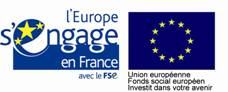 l'Europe
s'engage
en France
avec le FSe
Union européenne
Fonds social européen
Investit dans votre avenir